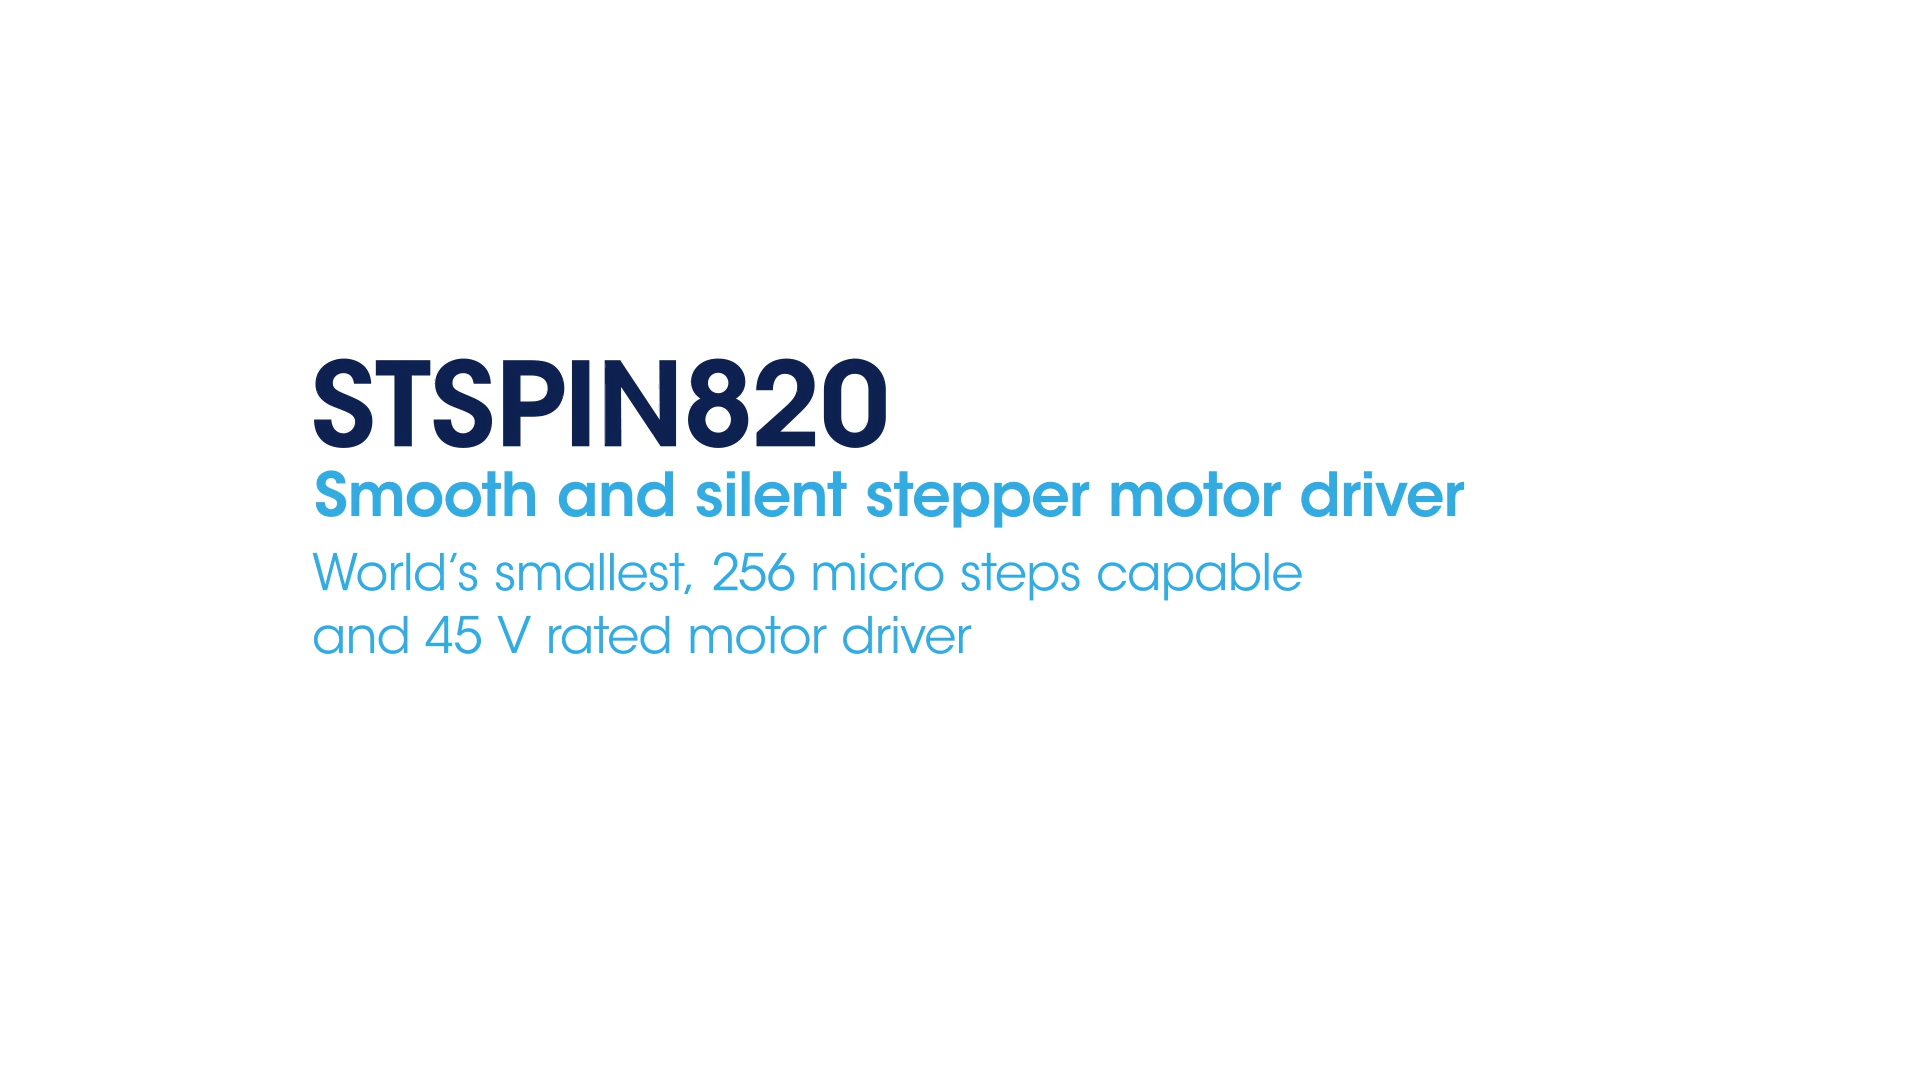 STSPIN820
Smooth and silent stepper motor driver
World’s smallest, 256 micro steps capable
and 45 V rated motor driver